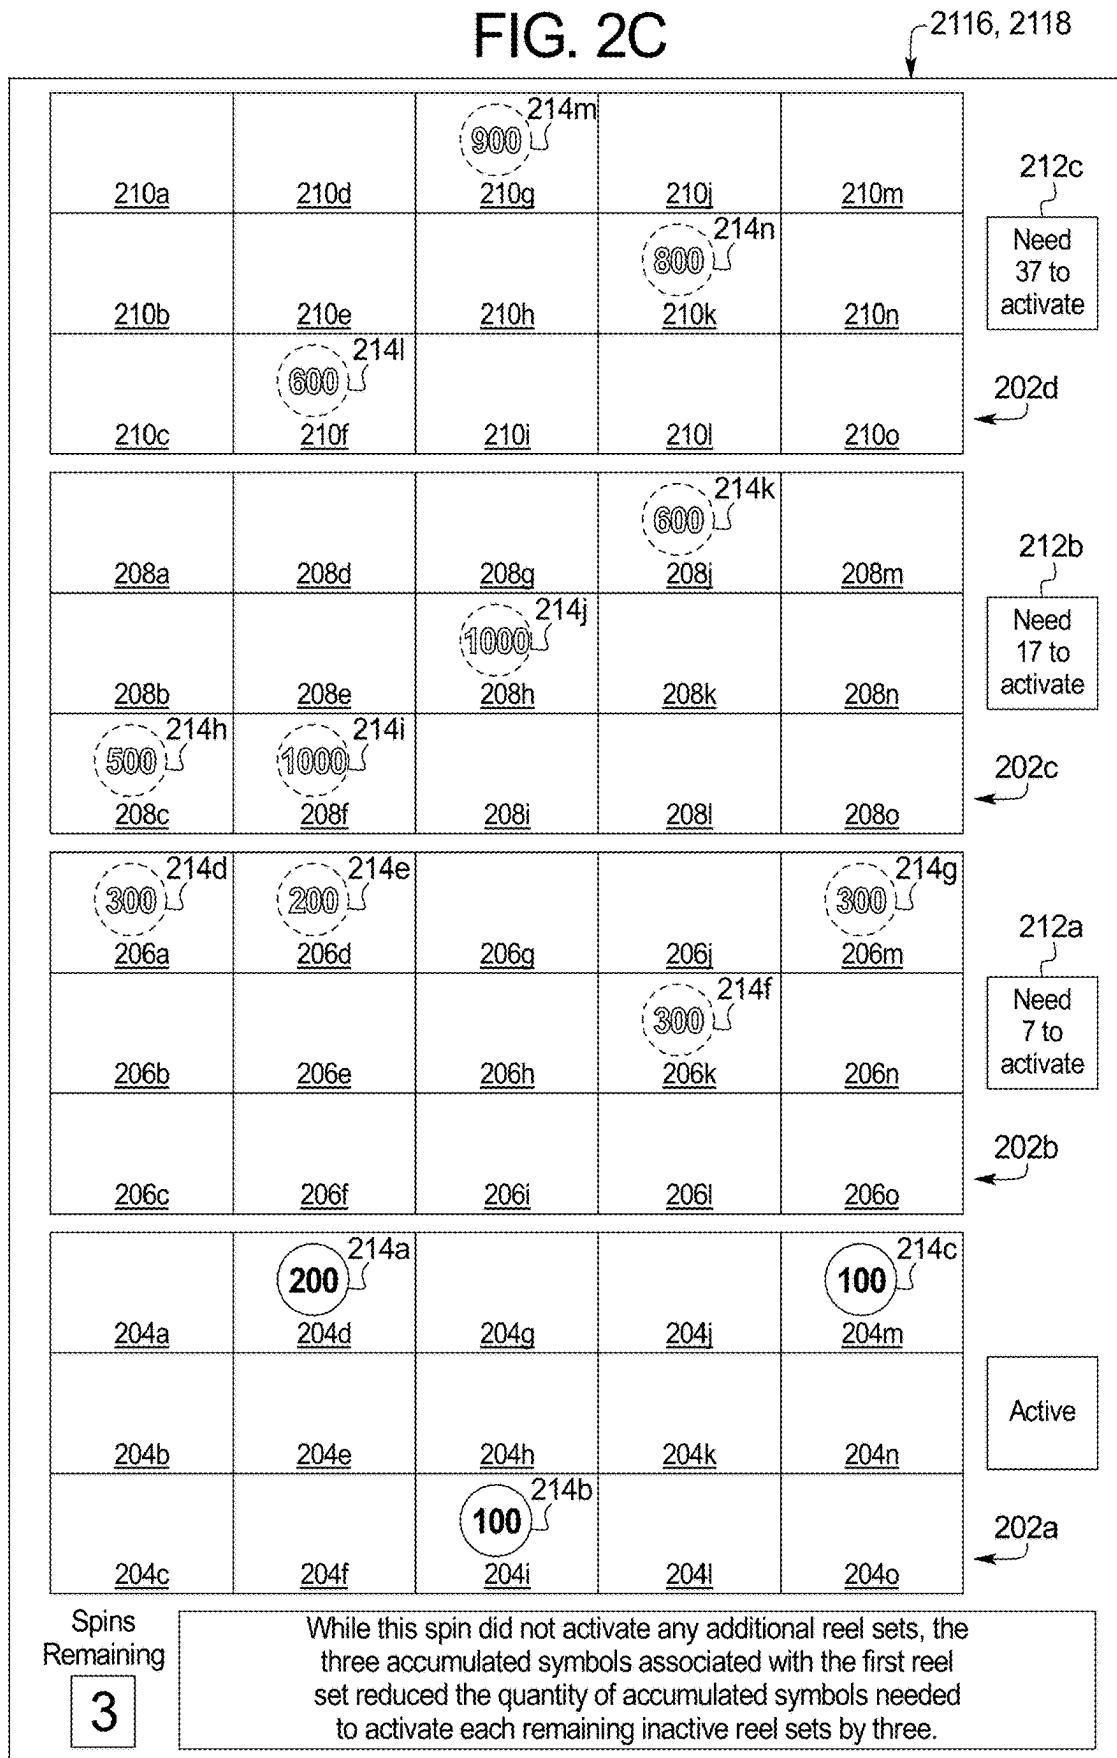 FIG. 2C
2116, 2118
900 214m
210a 210d 210g 210j 210m
212c
Need
37 to
activate
800 214n
210b 210e 210h 210k 210n
600 214l
210c 210f 210i 210l 210o
202d
600 214k
208a 208d 208g 208j 208m
212b
Need
17 to
activate
1000 214j
208b 208e 208h 208k 208n
500 214h 1000 214i
208c 208f 208i 208l 208o
202c
300 214d 200 214e 300 214g
206a 206d 206g 206j 206m
212a
Need
7 to
activate
300 214f
206b 206e 206h 206k 206n
206c 206f 206i 206l 206o
202b
200 214a 100 214c
204a 204d 204g 204j 204m
Active
204b 204e 204h 204k 204n
100 214b
204c 204f 204i 204l 204o
202a
Spins
Remaining
3
While this spin did not activate any additional reel sets, the
three accumulated symbols associated with the first reel
set reduced the quantity of accumulated symbols needed
to activate each remaining inactive reel sets by three.